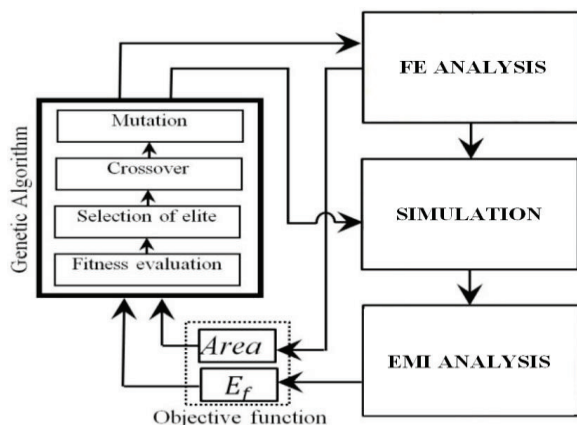 Genetic Algorithm
Mutation
Crossover
Selection of elite
Fitness evaluation
FE ANALYSIS
SIMULATION
EMI ANALYSIS
Area
E_f
Objective function